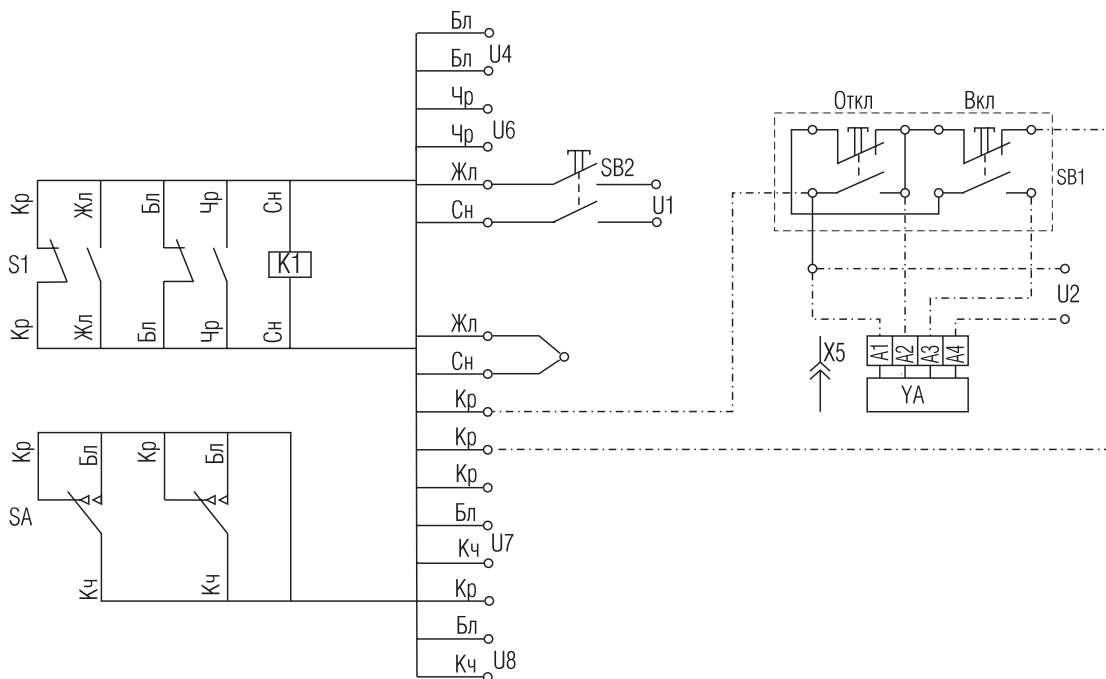 Бл
Бл U4
Чр
Чр U6
Жл SB2
Сн U1
Откл Вкл
SB1
Кр Жл Бл Чр Сн
S1 K1
Кр Жл Бл Чр Сн
U2
Жл
Сн
X5 A1 A2 A3 A4
YA
Кр
Кр
Кр Бл Кр Бл
SA
Кч Кч
Кр
Бл
Кч U7
Кр
Бл
Кч U8